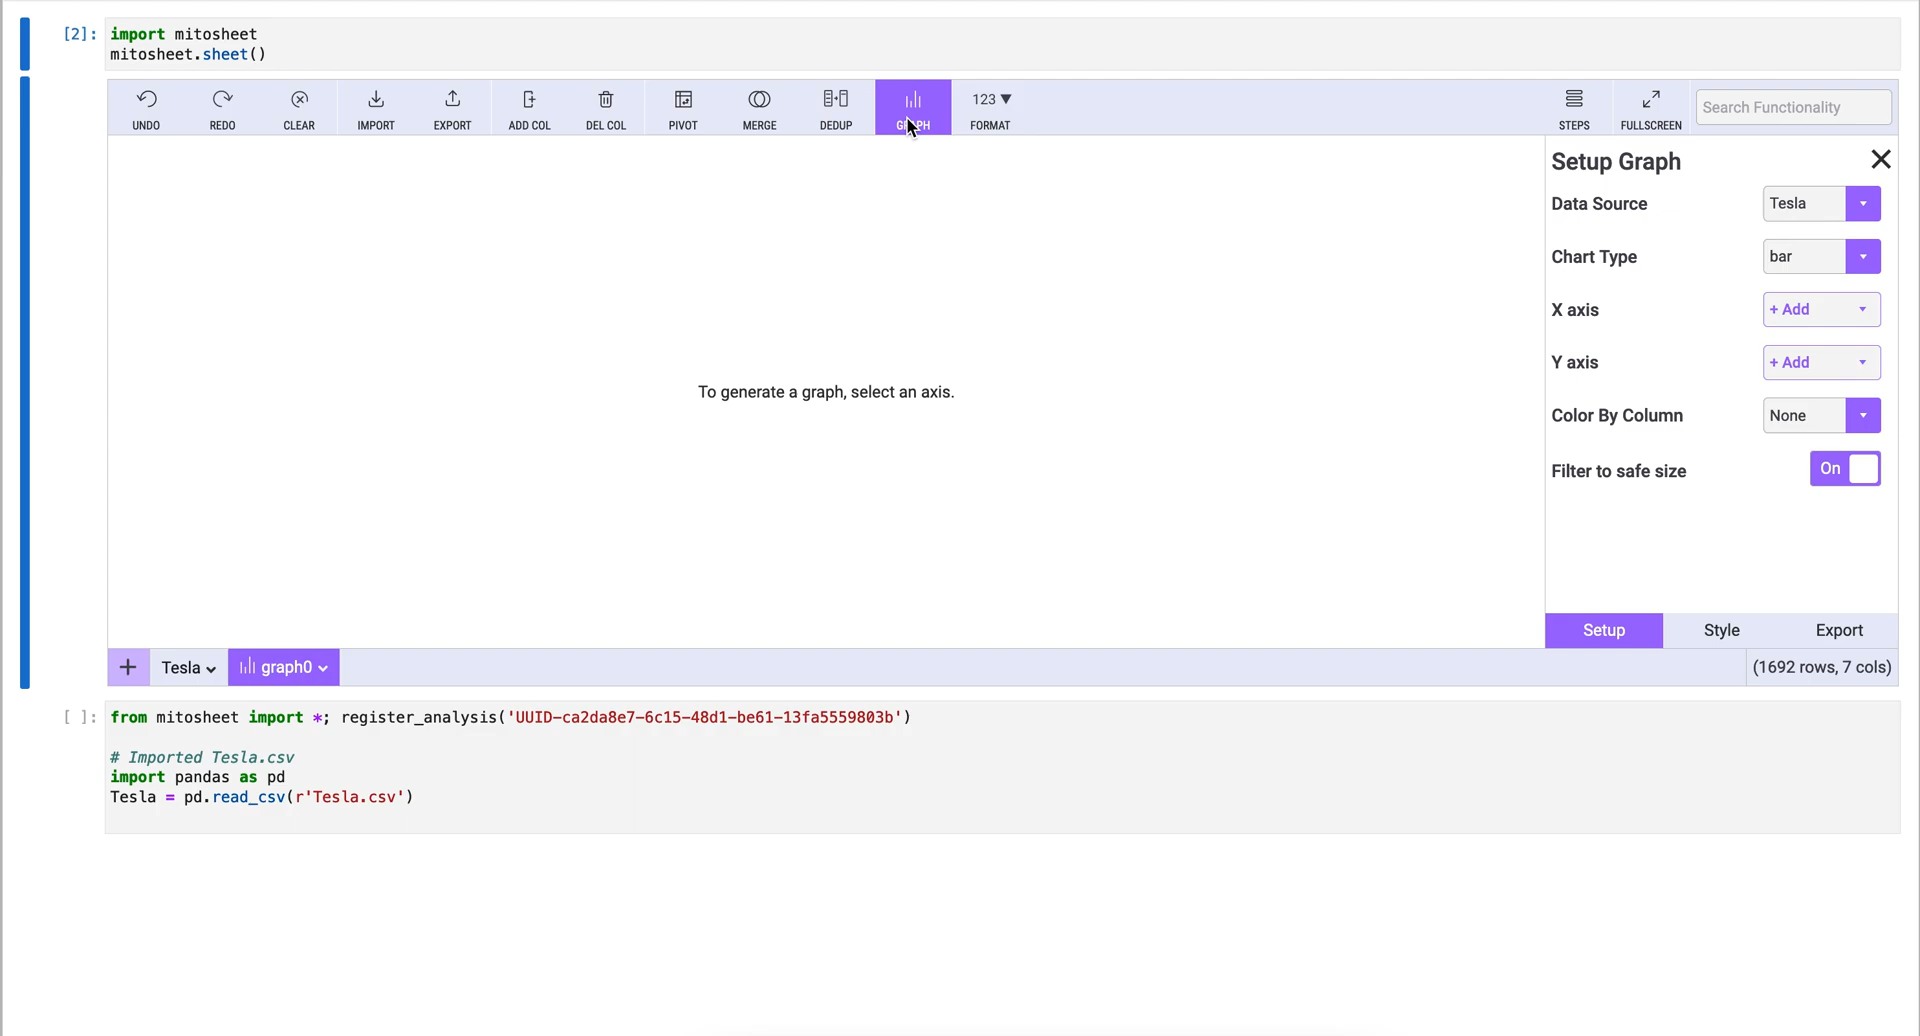 [2]: import mitosheet
mitosheet.sheet()
UNDO REDO CLEAR IMPORT EXPORT ADD COL DEL COL PIVOT MERGE DEDUP GRAPH 123 ▼ FORMAT STEPS FULLSCREEN Search Functionality
Setup Graph
Data Source Tesla
Chart Type bar
X axis + Add
Y axis + Add
To generate a graph, select an axis.
Color By Column None
Filter to safe size On
Setup Style Export
+ Tesla graph0 (1692 rows, 7 cols)
[ ]: from mitosheet import *; register_analysis('UUID-ca2da8e7-6c15-48d1-be61-13fa5559803b')
# Imported Tesla.csv
import pandas as pd
Tesla = pd.read_csv(r'Tesla.csv')